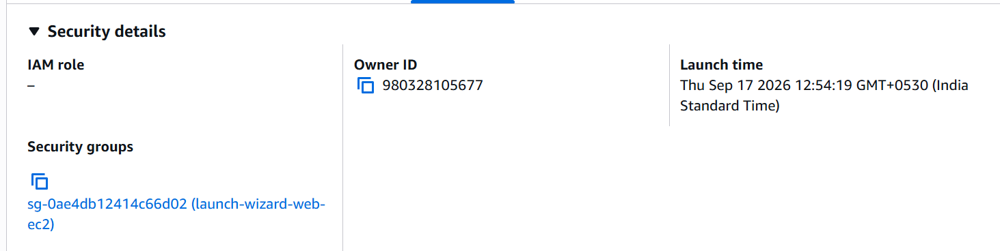 Security details
IAM role
–
Owner ID
980328105677
Launch time
Thu Sep 17 2026 12:54:19 GMT+0530 (India
Standard Time)
Security groups
sg-0ae4db12414c66d02 (launch-wizard-web-
ec2)